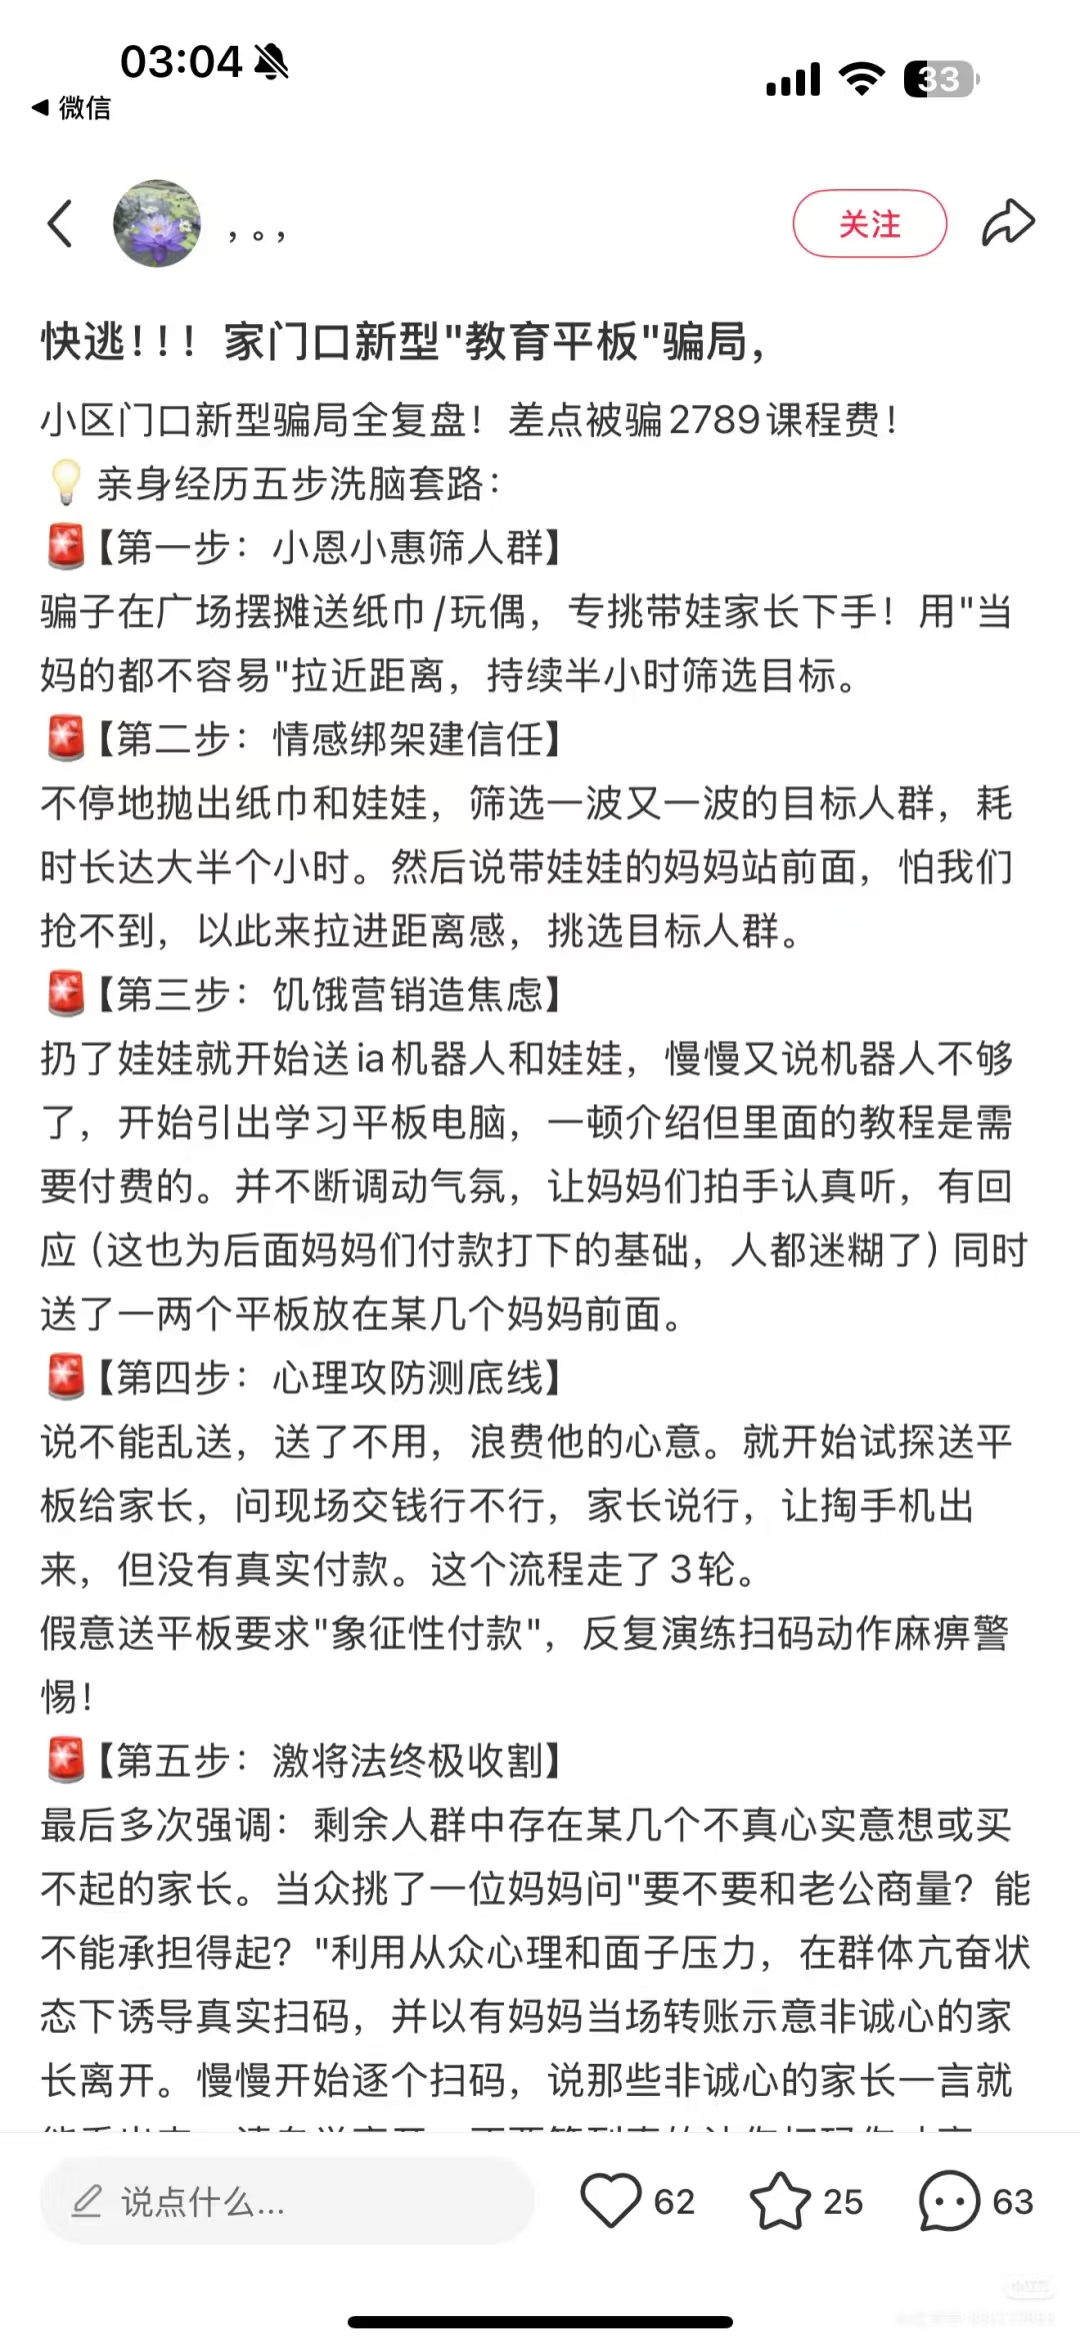 03:04
33
微信
，。，
关注
快逃！！！家门口新型"教育平板"骗局，
小区门口新型骗局全复盘！差点被骗2789课程费！
💡亲身经历五步洗脑套路：
🚨【第一步：小恩小惠筛人群】
骗子在广场摆摊送纸巾/玩偶，专挑带娃家长下手！用"当
妈的都不容易"拉近距离，持续半小时筛选目标。
🚨【第二步：情感绑架建信任】
不停地抛出纸巾和娃娃，筛选一波又一波的目标人群，耗
时长达大半个小时。然后说带娃娃的妈妈站前面，怕我们
抢不到，以此来拉进距离感，挑选目标人群。
🚨【第三步：饥饿营销造焦虑】
扔了娃娃就开始送ia机器人和娃娃，慢慢又说机器人不够
了，开始引出学习平板电脑，一顿介绍但里面的教程是需
要付费的。并不断调动气氛，让妈妈们拍手认真听，有回
应（这也为后面妈妈们付款打下的基础，人都迷糊了）同时
送了一两个平板放在某几个妈妈前面。
🚨【第四步：心理攻防测底线】
说不能乱送，送了不用，浪费他的心意。就开始试探送平
板给家长，问现场交钱行不行，家长说行，让掏手机出
来，但没有真实付款。这个流程走了3轮。
假意送平板要求"象征性付款"，反复演练扫码动作麻痹警
惕！
🚨【第五步：激将法终极收割】
最后多次强调：剩余人群中存在某几个不真心实意想或买
不起的家长。当众挑了一位妈妈问"要不要和老公商量？能
不能承担得起？"利用从众心理和面子压力，在群体亢奋状
态下诱导真实扫码，并以有妈妈当场转账示意非诚心的家
长离开。慢慢开始逐个扫码，说那些非诚心的家长一言就
说点什么...
62
25
63